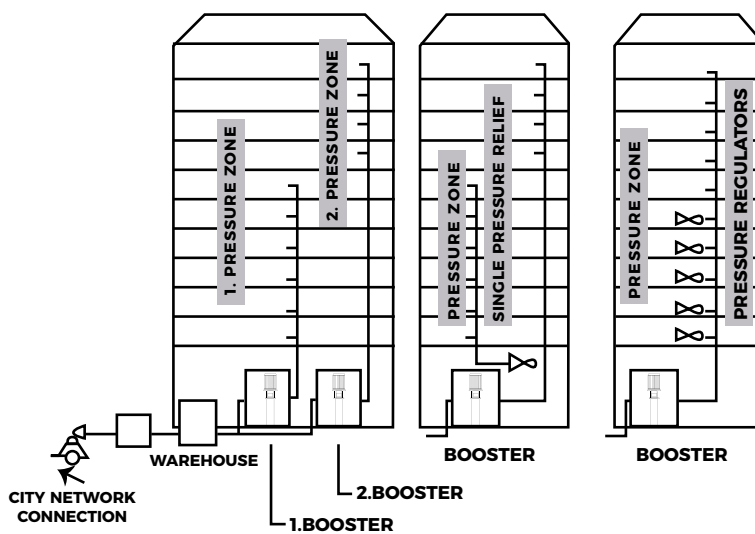 1. PRESSURE ZONE
2. PRESSURE ZONE
PRESSURE ZONE
SINGLE PRESSURE RELIEF
PRESSURE ZONE
PRESSURE REGULATORS
WAREHOUSE
BOOSTER
BOOSTER
CITY NETWORK
CONNECTION
2.BOOSTER
1.BOOSTER